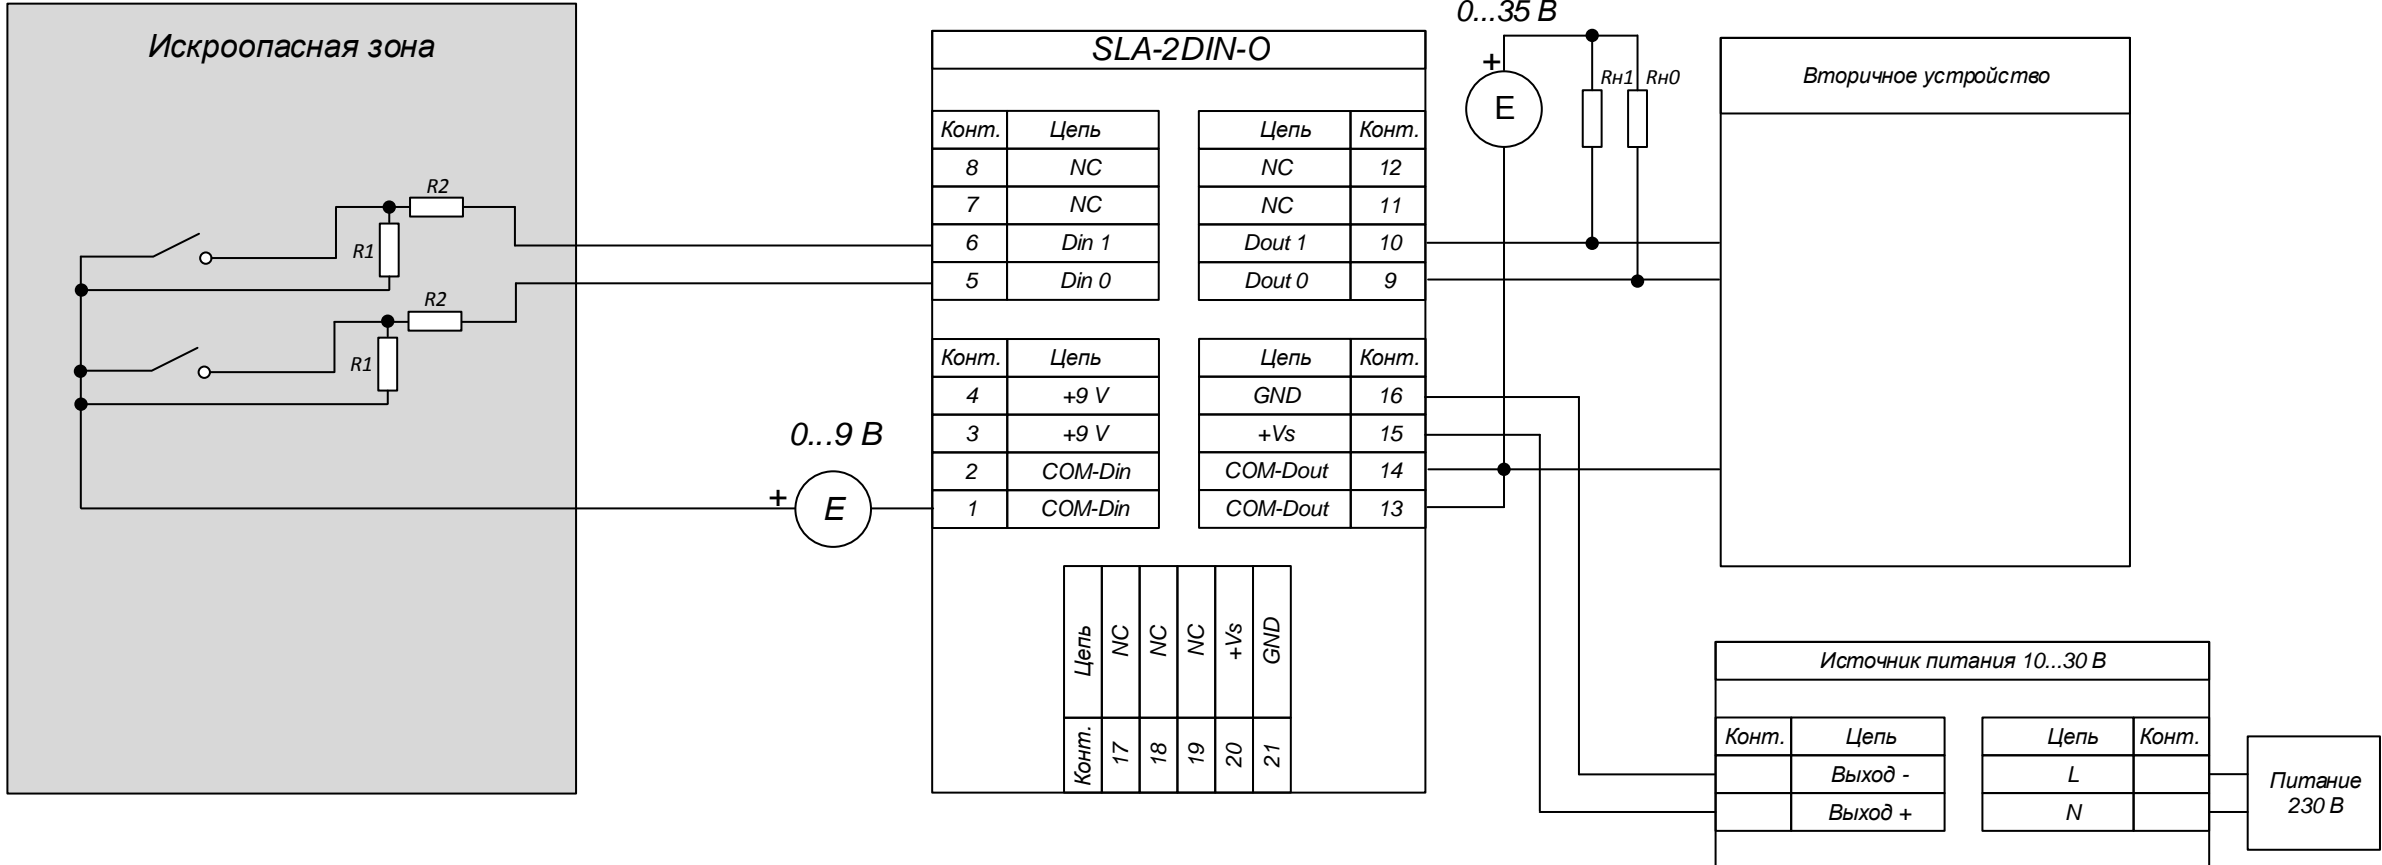 Искроопасная зона
R2
R1
R2
R1
0...9 В
+
E
SLA-2DIN-O
Конт. Цепь
8 NC
7 NC
6 Din 1
5 Din 0
Цепь Конт.
NC 12
NC 11
Dout 1 10
Dout 0 9
Конт. Цепь
4 +9 V
3 +9 V
2 COM-Din
1 COM-Din
Цепь Конт.
GND 16
+Vs 15
COM-Dout 14
COM-Dout 13
Цепь NC NC NC +Vs GND
Конт. 17 18 19 20 21
0...35 В
+
E
Rн1 Rн0
Вторичное устройство
Источник питания 10...30 В
Конт. Цепь
Выход -
Выход +
Цепь Конт.
L
N
Питание
230 В